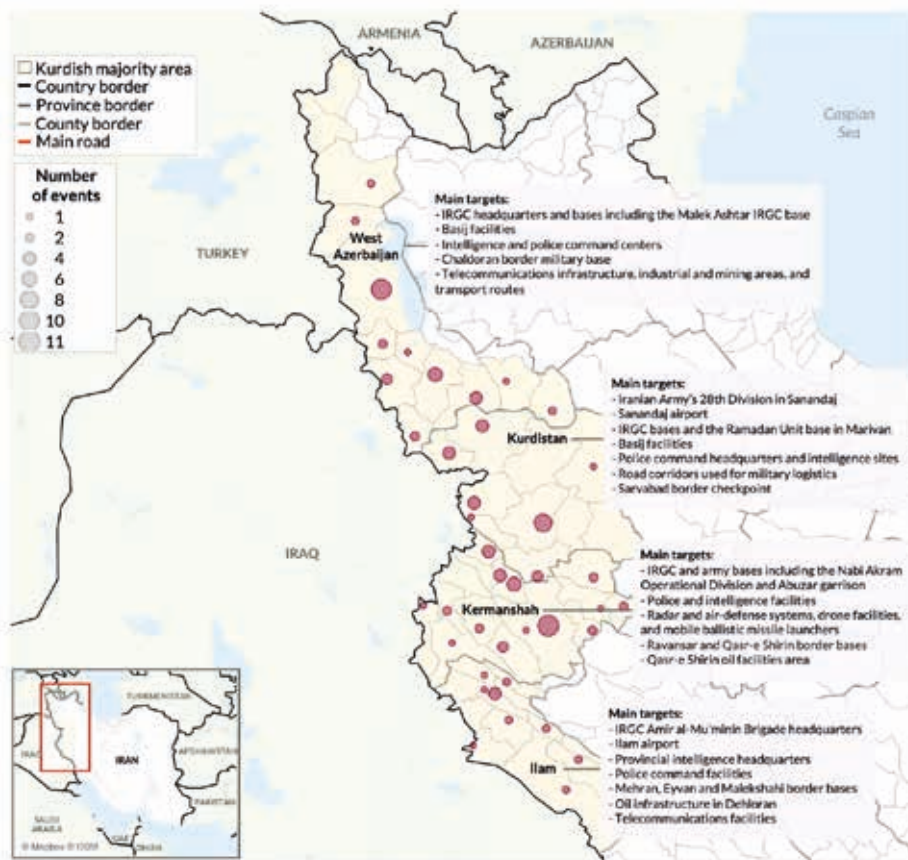 ARMENIA
AZERBAIJAN
Caspian
Sea
Kurdish majority area
Country border
Province border
County border
Main road
Number
of events
1
2
4
6
8
10
11
TURKEY
West
Azerbaijan
Main targets:
- IRGC headquarters and bases including the Malek Ashtar IRGC base
- Basij facilities
- Intelligence and police command centers
- Chaldoran border military base
- Telecommunications infrastructure, industrial and mining areas, and
transport routes
Kurdistan
Main targets:
- Iranian Army's 28th Division in Sanandaj
- Sanandaj airport
- IRGC bases and the Ramadan Unit base in Marivan
- Basij facilities
- Police command headquarters and intelligence sites
- Road corridors used for military logistics
- Sarvabad border checkpoint
IRAQ
Kermanshah
Main targets:
- IRGC and army bases including the Nabi Akram
Operational Division and Abuzar garrison
- Police and intelligence facilities
- Radar and air-defense systems, drone facilities,
and mobile ballistic missile launchers
- Ravansar and Qasr-e Shirin border bases
- Qasr-e Shirin oil facilities area
Ilam
Main targets:
- IRGC Amir al-Mu'minin Brigade headquarters
- Ilam airport
- Provincial intelligence headquarters
- Police command facilities
- Mehran, Eyvan and Malekshahi border bases
- Oil infrastructure in Dehloran
- Telecommunications facilities
TURKMENISTAN
IRAQ
IRAN
AFGHANISTAN
PAKISTAN
SAUDI
ARABIA
UAE
© Mapbox © OSM